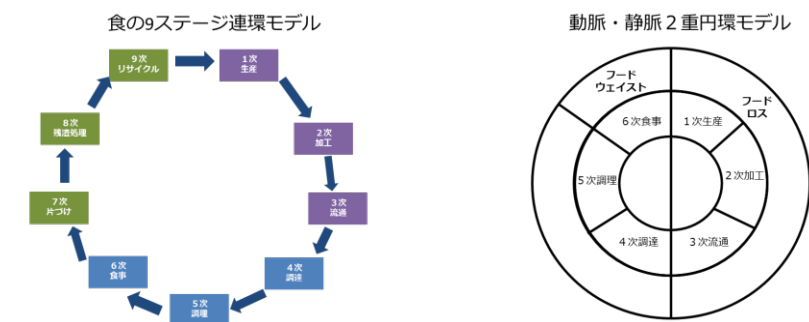 食の9ステージ連環モデル
9次
リサイクル
1次
生産
2次
加工
3次
流通
4次
調達
5次
調理
6次
食事
7次
片づけ
8次
残渣処理
動脈・静脈２重円環モデル
フード
ウェイスト
フード
ロス
6次食事
1次生産
5次調理
2次加工
4次調達
3次流通